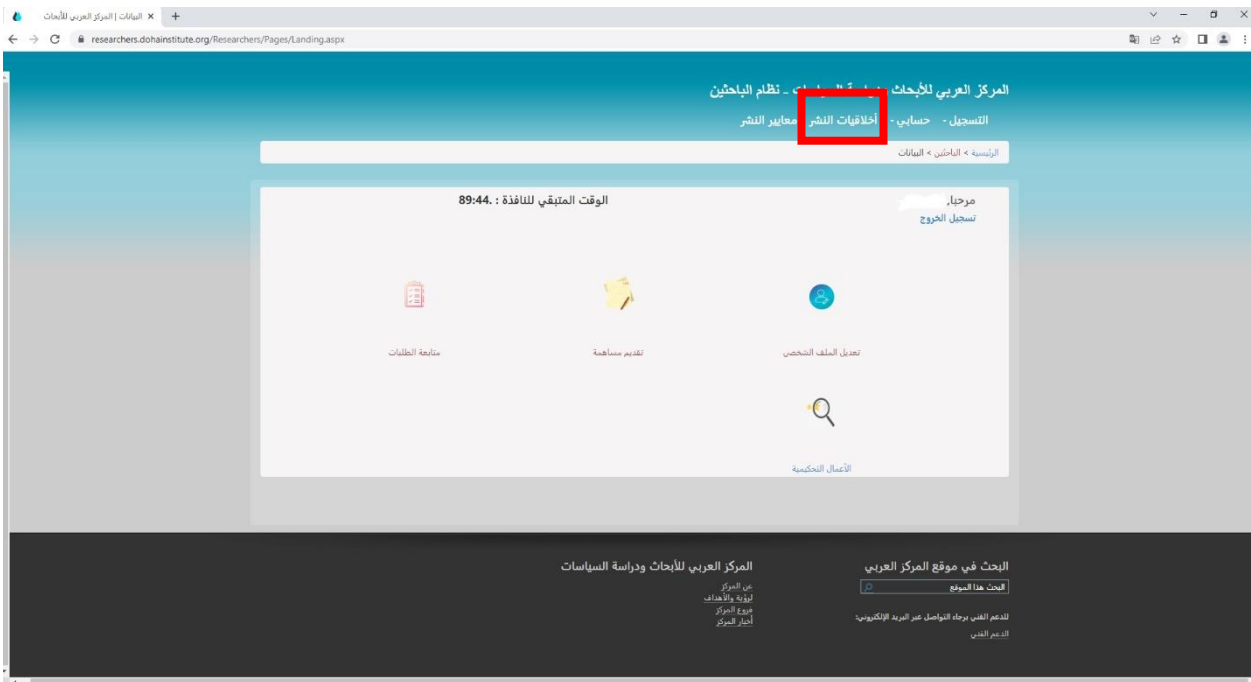 البيانات | المركز العربي للأبحاث
researchers.dohainstitute.org/Researchers/Pages/Landing.aspx
المركز العربي للأبحاث ـ نظام الباحثين
التسجيل - حسابي - أخلاقيات النشر معايير النشر
الرئيسية > الباحثين > البيانات
مرحبا,
الوقت المتبقي للنافذة : .89:44
تسجيل الخروج
تعديل الملف الشخصي
تقديم مساهمة
متابعة الطلبات
الأعمال التحكيمية
البحث في موقع المركز العربي
البحث هذا الموقع
للدعم الفني برجاء التواصل عبر البريد الإلكتروني:
الدعم الفني
المركز العربي للأبحاث ودراسة السياسات
عن المركز
لرؤية والأهداف
فروع المركز
أخبار المركز